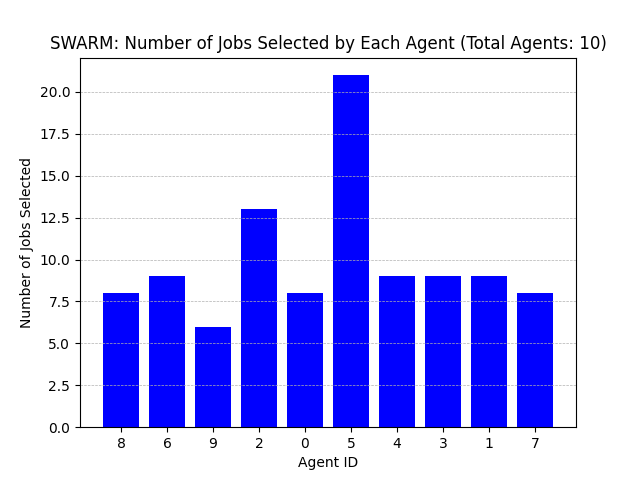 SWARM: Number of Jobs Selected by Each Agent (Total Agents: 10)
Number of Jobs Selected
20.0
17.5
15.0
12.5
10.0
7.5
5.0
2.5
0.0
8 6 9 2 0 5 4 3 1 7
Agent ID